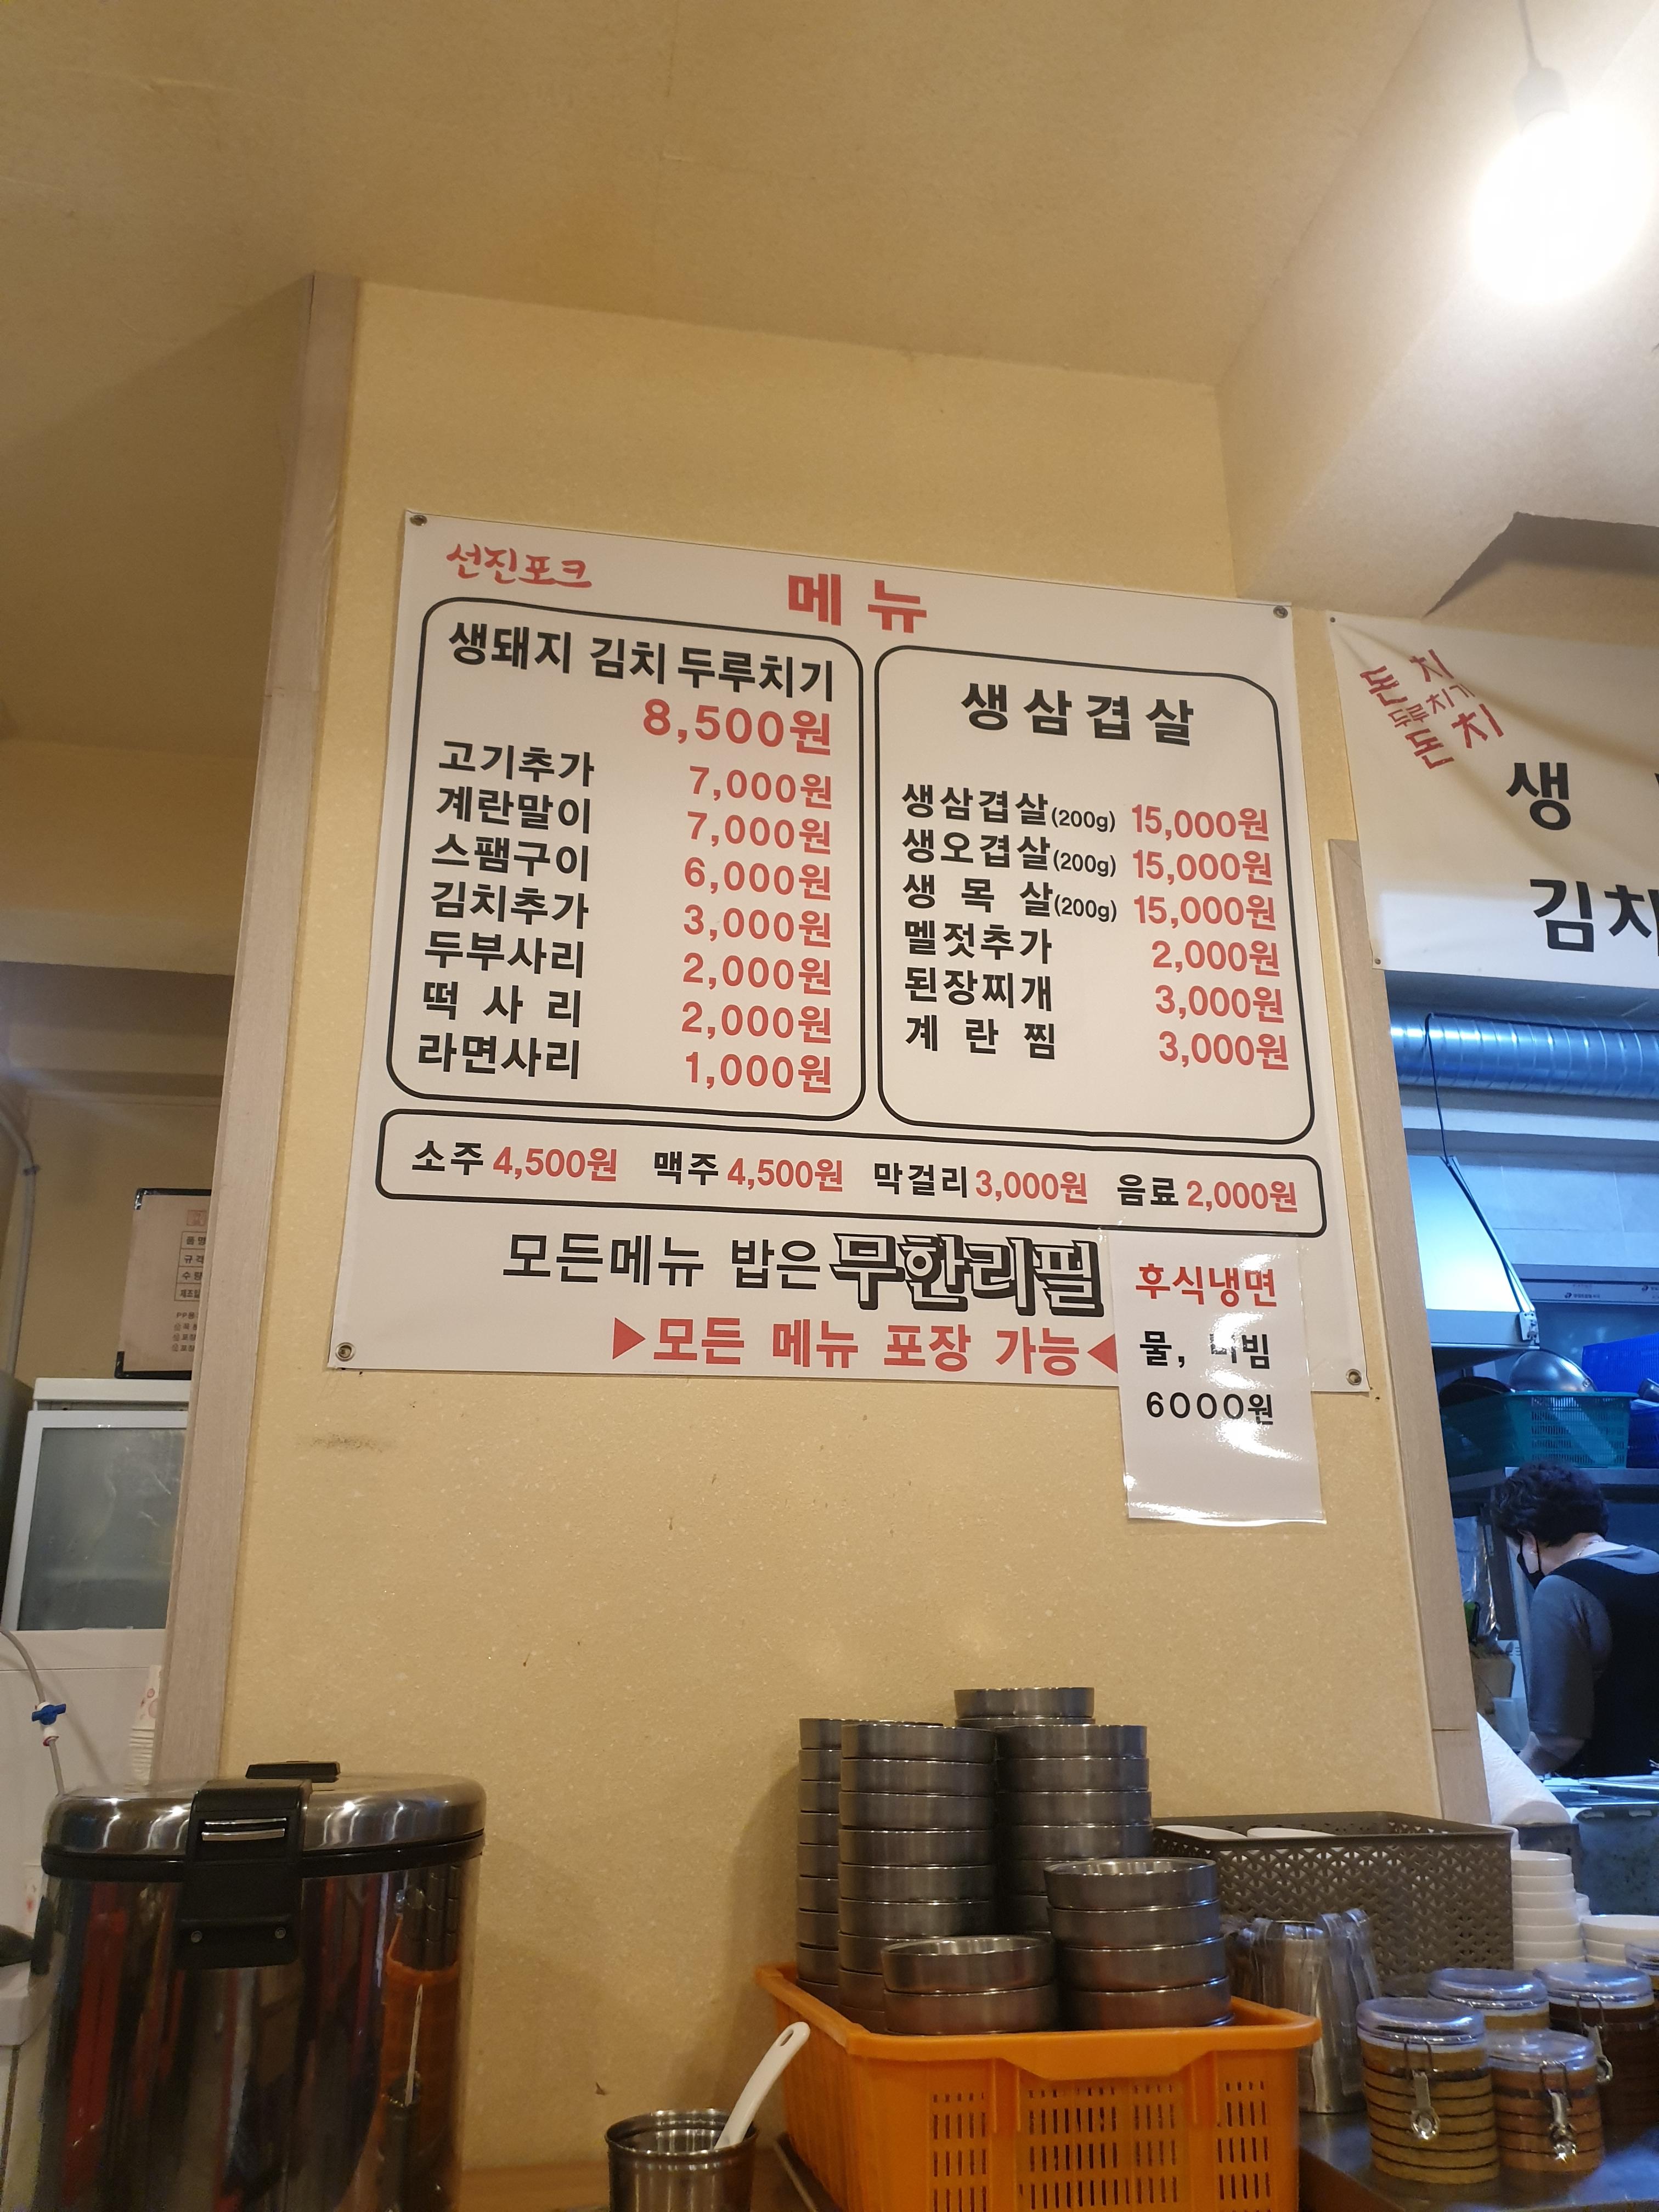 선진포크
메뉴
생돼지 김치 두루치기
8,500원
고기추가 7,000원
계란말이 7,000원
스팸구이 6,000원
김치추가 3,000원
두부사리 2,000원
떡 사 리 2,000원
라면사리 1,000원
생삼겹살
생삼겹살(200g) 15,000원
생오겹살(200g) 15,000원
생 목 살(200g) 15,000원
멜젓추가 2,000원
된장찌개 3,000원
계 란 찜 3,000원
소주 4,500원 맥주 4,500원 막걸리 3,000원 음료 2,000원
모든메뉴 밥은 무한리필
▶모든 메뉴 포장 가능◀
후식냉면
물, 비빔
6000원
돈치
두루치기
돈치
생
김치
품명
규격
수량